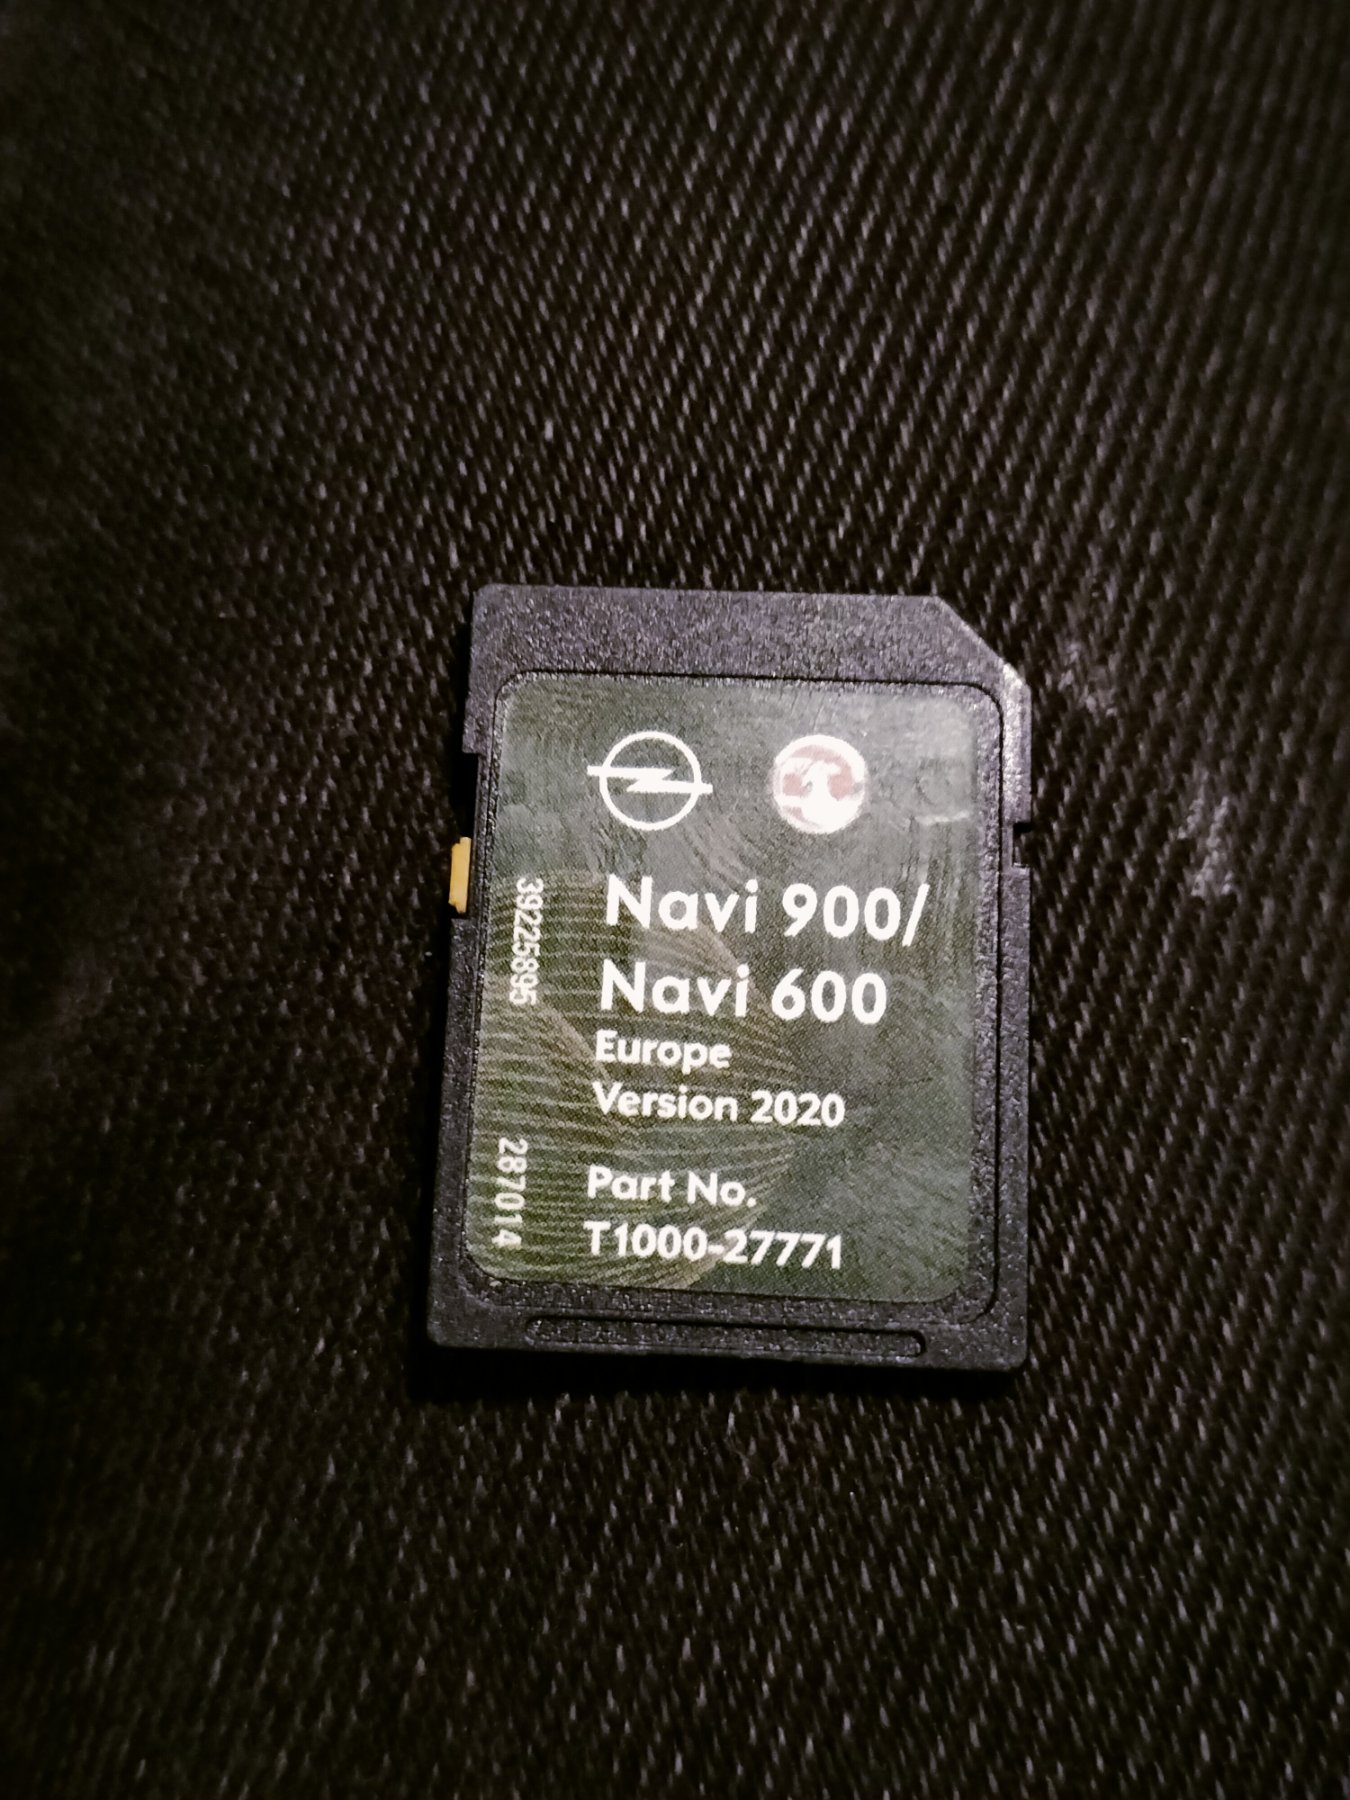 Navi 900/
Navi 600
Europe
Version 2020
Part No.
T1000-27771
39225895
287014